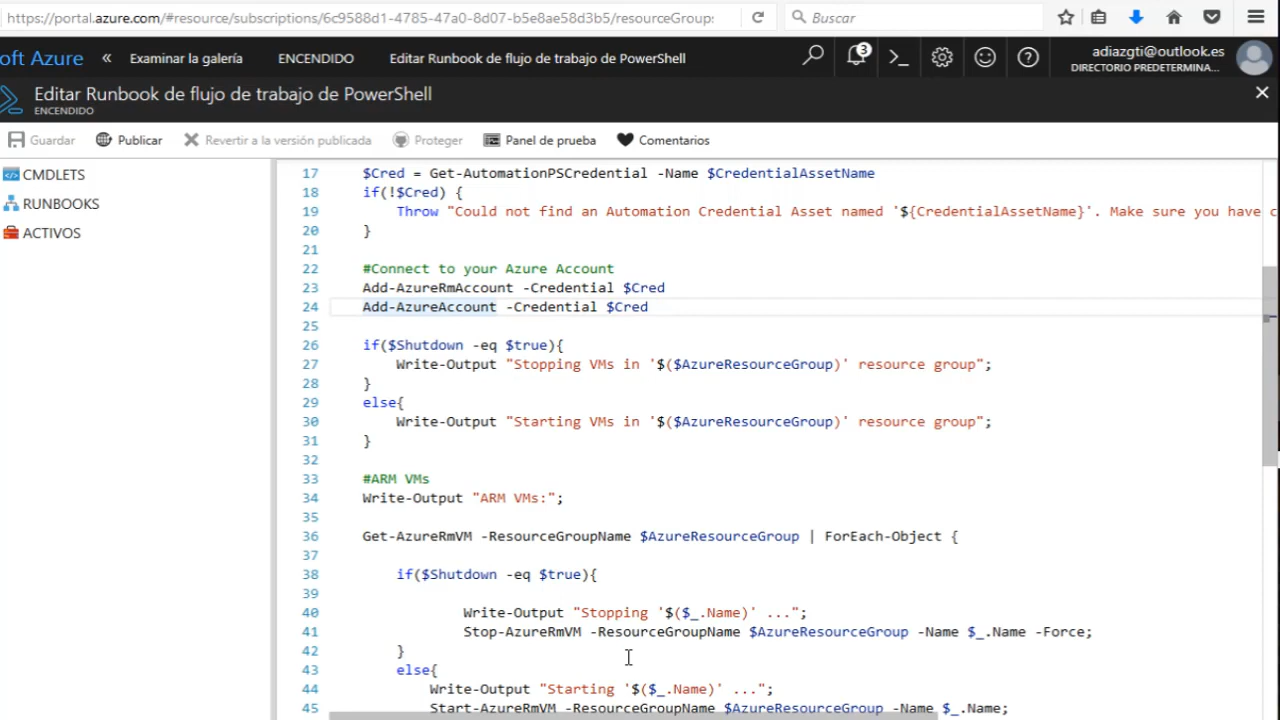 https://portal.azure.com/#resource/subscriptions/6c9588d1-4785-47a0-8d07-b5e8ae58d3b5/resourceGroup:
Buscar
oft Azure « Examinar la galería ENCENDIDO Editar Runbook de flujo de trabajo de PowerShell
3
adiazgti@outlook.es
DIRECTORIO PREDETERMINA...
Editar Runbook de flujo de trabajo de PowerShell
ENCENDIDO
Guardar Publicar Revertir a la versión publicada Proteger Panel de prueba Comentarios
CMDLETS
RUNBOOKS
ACTIVOS
17 $Cred = Get-AutomationPSCredential -Name $CredentialAssetName
18 if(!$Cred) {
19 Throw "Could not find an Automation Credential Asset named '${CredentialAssetName}'. Make sure you have c
20 }
21
22 #Connect to your Azure Account
23 Add-AzureRmAccount -Credential $Cred
24 Add-AzureAccount -Credential $Cred
25
26 if($Shutdown -eq $true){
27 Write-Output "Stopping VMs in '$($AzureResourceGroup)' resource group";
28 }
29 else{
30 Write-Output "Starting VMs in '$($AzureResourceGroup)' resource group";
31 }
32
33 #ARM VMs
34 Write-Output "ARM VMs:";
35
36 Get-AzureRmVM -ResourceGroupName $AzureResourceGroup | ForEach-Object {
37
38 if($Shutdown -eq $true){
39
40 Write-Output "Stopping '$($_.Name)' ...";
41 Stop-AzureRmVM -ResourceGroupName $AzureResourceGroup -Name $_.Name -Force;
42 }
43 else{
44 Write-Output "Starting '$($_.Name)' ...";
45 Start-AzureRmVM -ResourceGroupName $AzureResourceGroup -Name $_.Name;